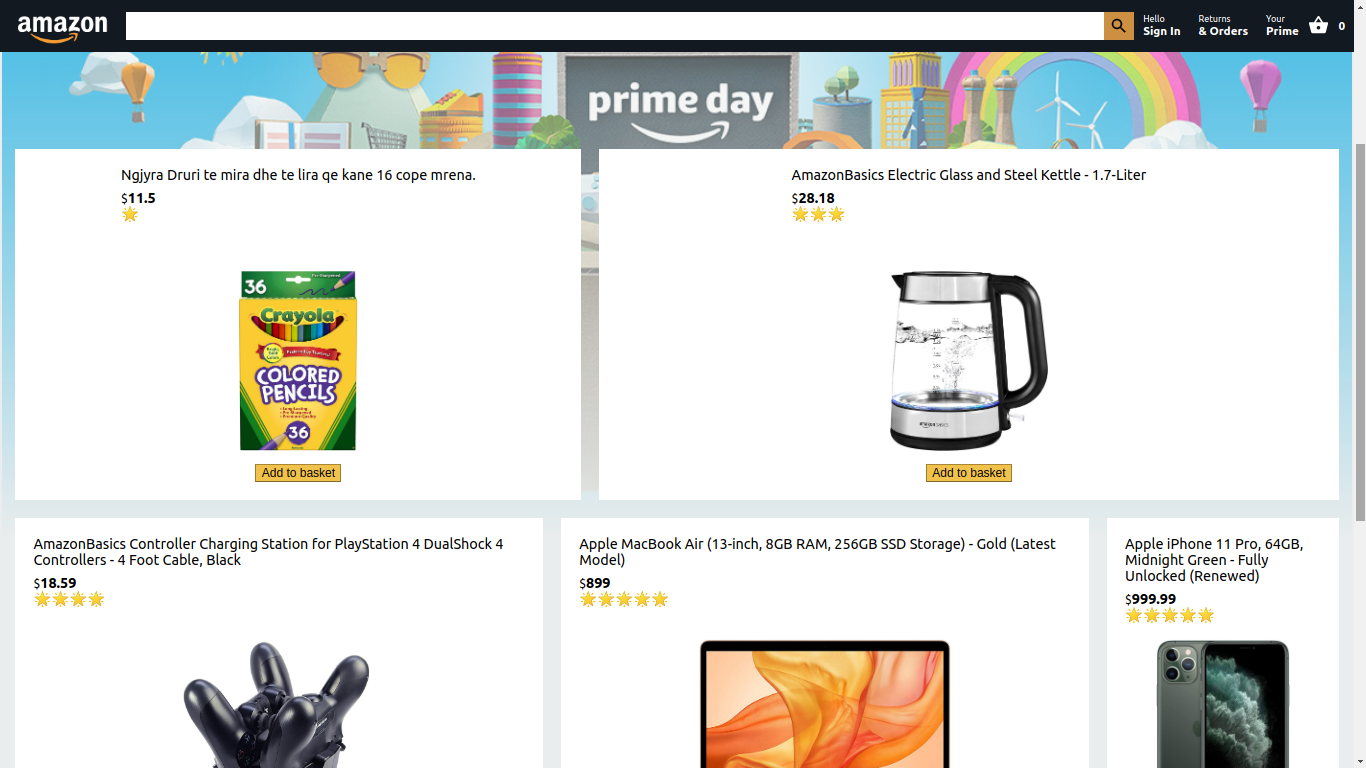 amazon
Hello
Sign In
Returns
& Orders
Your
Prime
0
prime day
Ngjyra Druri te mira dhe te lira qe kane 16 cope mrena.
$11.5
36
Crayola
COLORED
PENCILS
36
Add to basket
AmazonBasics Electric Glass and Steel Kettle - 1.7-Liter
$28.18
Add to basket
AmazonBasics Controller Charging Station for PlayStation 4 DualShock 4
Controllers - 4 Foot Cable, Black
$18.59
Apple MacBook Air (13-inch, 8GB RAM, 256GB SSD Storage) - Gold (Latest
Model)
$899
Apple iPhone 11 Pro, 64GB,
Midnight Green - Fully
Unlocked (Renewed)
$999.99